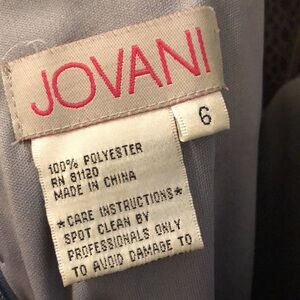 JOVANI
6
100% POLYESTER
RN 81120
MADE IN CHINA
*CARE INSTRUCTIONS*
SPOT CLEAN BY
PROFESSIONALS ONLY
TO AVOID DAMAGE TO